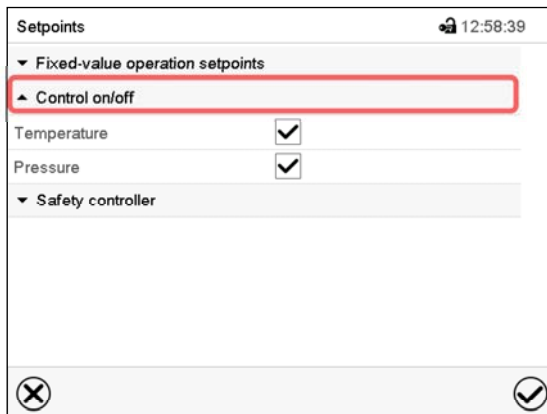 Setpoints 12:58:39
Fixed-value operation setpoints
Control on/off
Temperature
Pressure
Safety controller